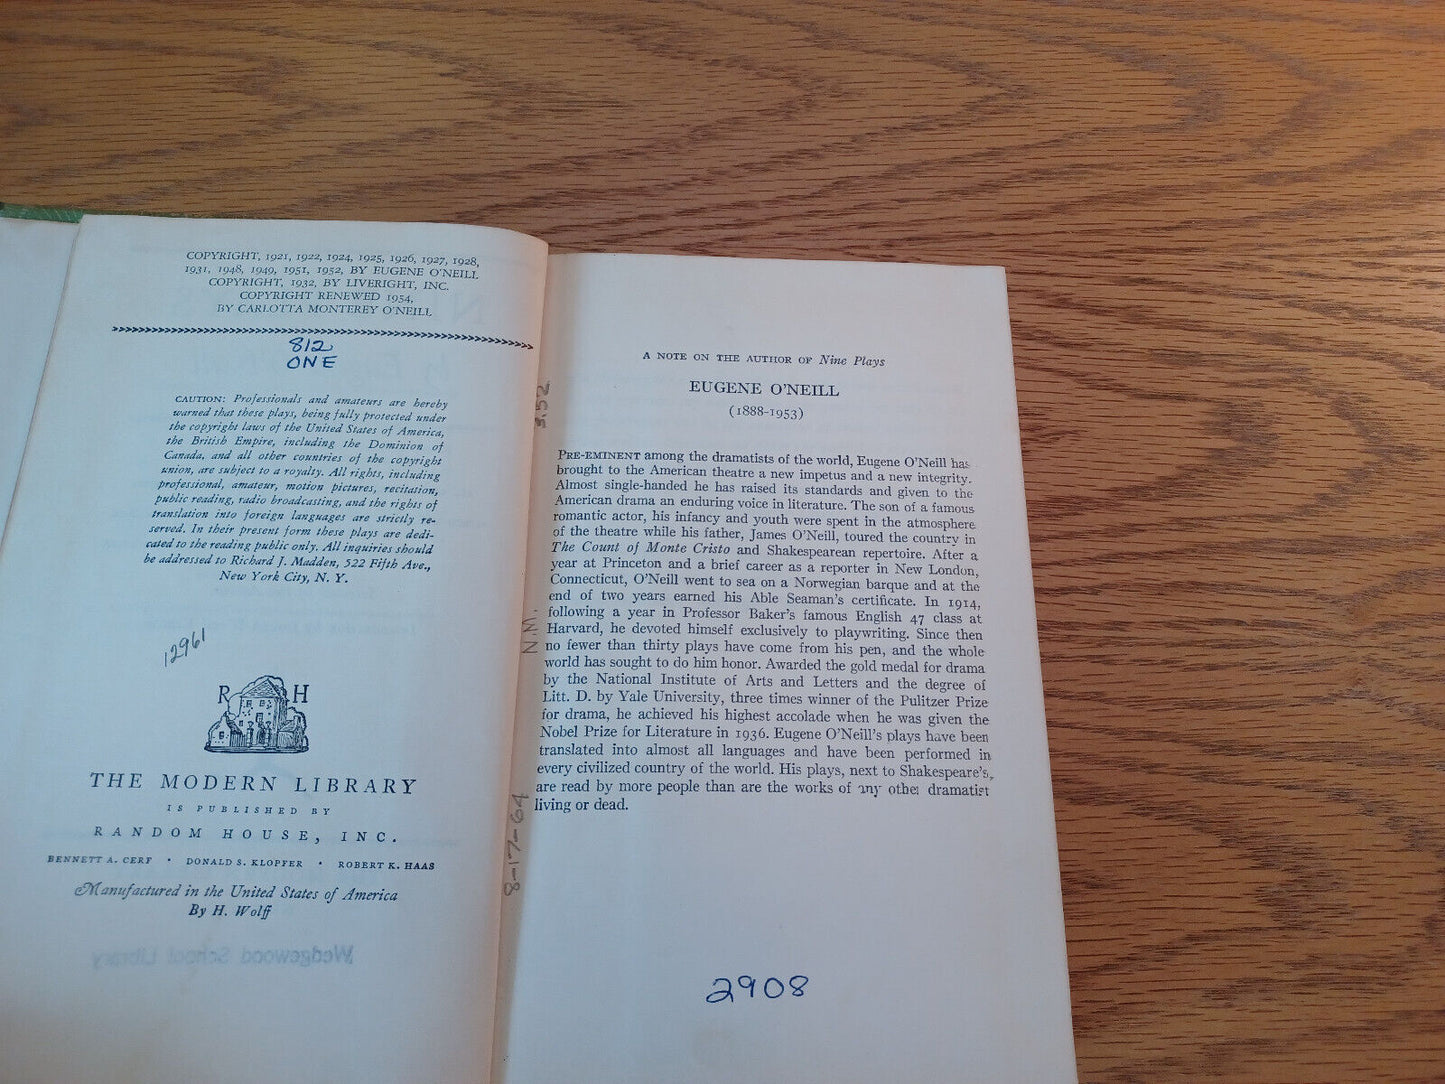 COPYRIGHT, 1921, 1922, 1924, 1925, 1926, 1927, 1928,
1931, 1948, 1949, 1951, 1952, BY EUGENE O'NEILL
COPYRIGHT, 1932, BY LIVERIGHT, INC.
COPYRIGHT RENEWED 1954,
BY CARLOTTA MONTEREY O'NEILL
812
ONE
CAUTION: Professionals and amateurs are hereby
warned that these plays, being fully protected under
the copyright laws of the United States of America,
the British Empire, including the Dominion of
Canada, and all other countries of the copyright
union, are subject to a royalty. All rights, including
professional, amateur, motion pictures, recitation,
public reading, radio broadcasting, and the rights of
translation into foreign languages are strictly re-
served. In their present form these plays are dedi-
cated to the reading public only. All inquiries should
be addressed to Richard J. Madden, 522 Fifth Ave.,
New York City, N. Y.
12961
R H
THE MODERN LIBRARY
IS PUBLISHED BY
RANDOM HOUSE, INC.
BENNETT A. CERF • DONALD S. KLOPFER • ROBERT K. HAAS
Manufactured in the United States of America
By H. Wolff
Wedgewood School Library
3.52
N.M.
8-17-64
A NOTE ON THE AUTHOR OF Nine Plays
EUGENE O'NEILL
(1888-1953)
PRE-EMINENT among the dramatists of the world, Eugene O'Neill has
brought to the American theatre a new impetus and a new integrity.
Almost single-handed he has raised its standards and given to the
American drama an enduring voice in literature. The son of a famous
romantic actor, his infancy and youth were spent in the atmosphere
of the theatre while his father, James O'Neill, toured the country in
The Count of Monte Cristo and Shakespearean repertoire. After a
year at Princeton and a brief career as a reporter in New London,
Connecticut, O'Neill went to sea on a Norwegian barque and at the
end of two years earned his Able Seaman's certificate. In 1914,
following a year in Professor Baker's famous English 47 class at
Harvard, he devoted himself exclusively to playwriting. Since then
no fewer than thirty plays have come from his pen, and the whole
world has sought to do him honor. Awarded the gold medal for drama
by the National Institute of Arts and Letters and the degree of
Litt. D. by Yale University, three times winner of the Pulitzer Prize
for drama, he achieved his highest accolade when he was given the
Nobel Prize for Literature in 1936. Eugene O'Neill's plays have been
translated into almost all languages and have been performed in
every civilized country of the world. His plays, next to Shakespeare's,
are read by more people than are the works of any other dramatist
living or dead.
2908